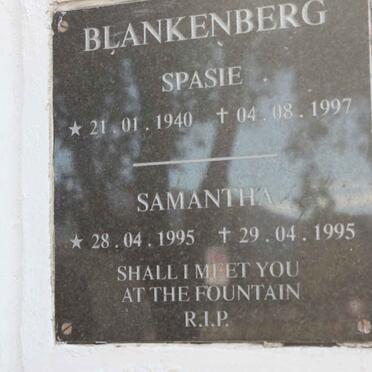 BLANKENBERG
SPASIE
★ 21.01.1940 ✝ 04.08.1997
SAMANTHA
★ 28.04.1995 ✝ 29.04.1995
SHALL I MEET YOU
AT THE FOUNTAIN
R.I.P.